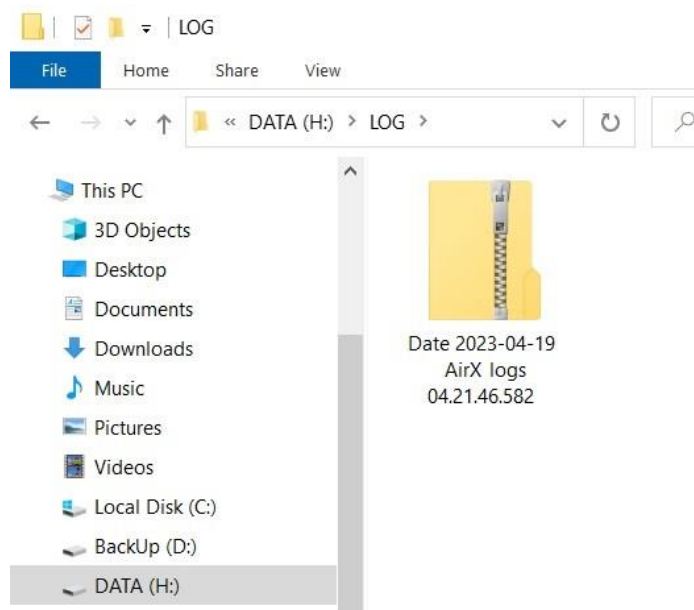 LOG
File Home Share View
« DATA (H:) > LOG >
This PC
3D Objects
Desktop
Documents
Downloads
Music
Pictures
Videos
Local Disk (C:)
BackUp (D:)
DATA (H:)
Date 2023-04-19
AirX logs
04.21.46.582